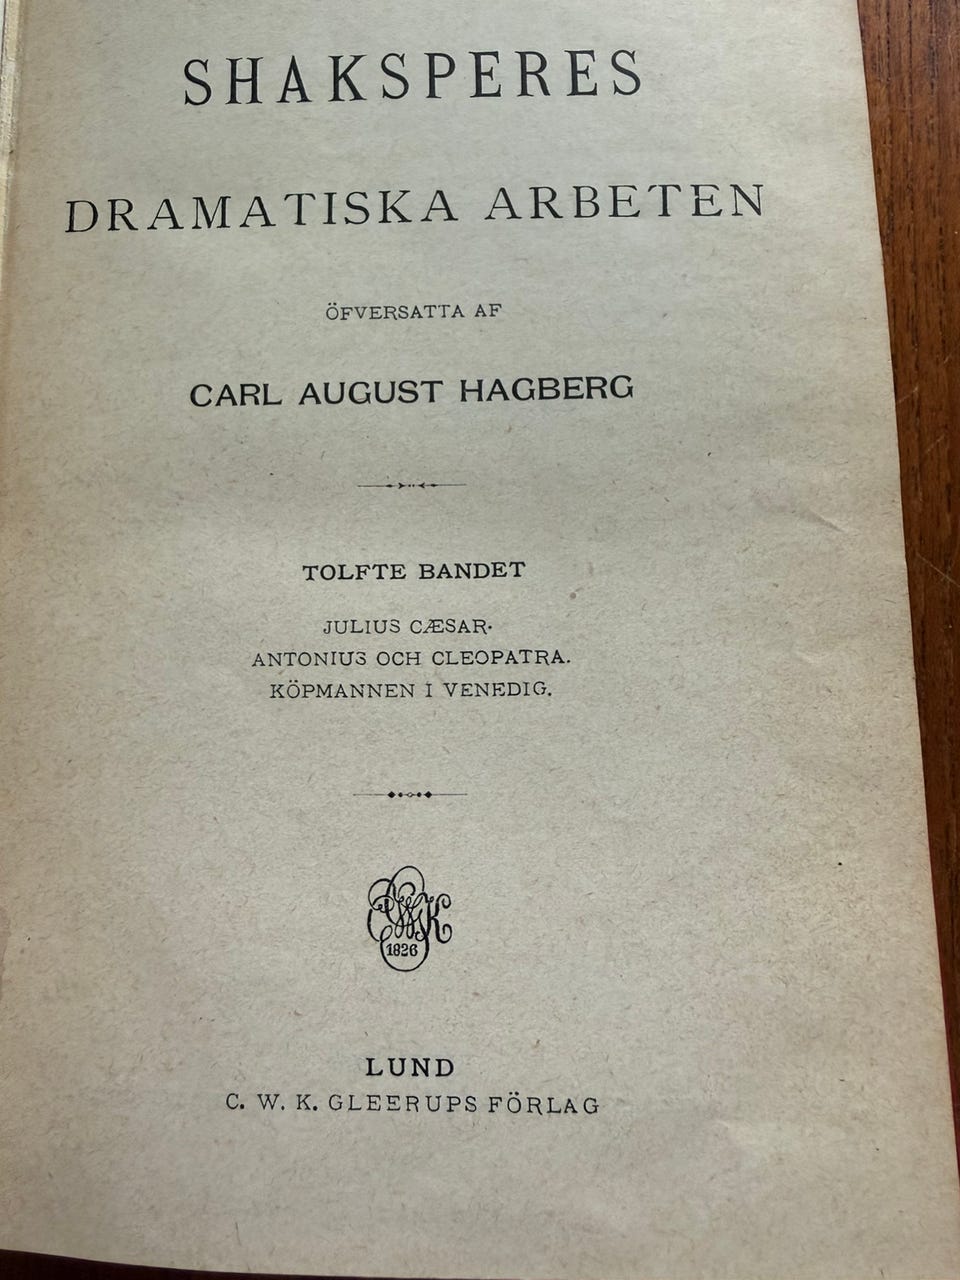 SHAKSPERES
DRAMATISKA ARBETEN
ÖFVERSATTA AF
CARL AUGUST HAGBERG
TOLFTE BANDET
JULIUS CÆSAR.
ANTONIUS OCH CLEOPATRA.
KÖPMANNEN I VENEDIG.
CWK
1826
LUND
C. W. K. GLEERUPS FÖRLAG